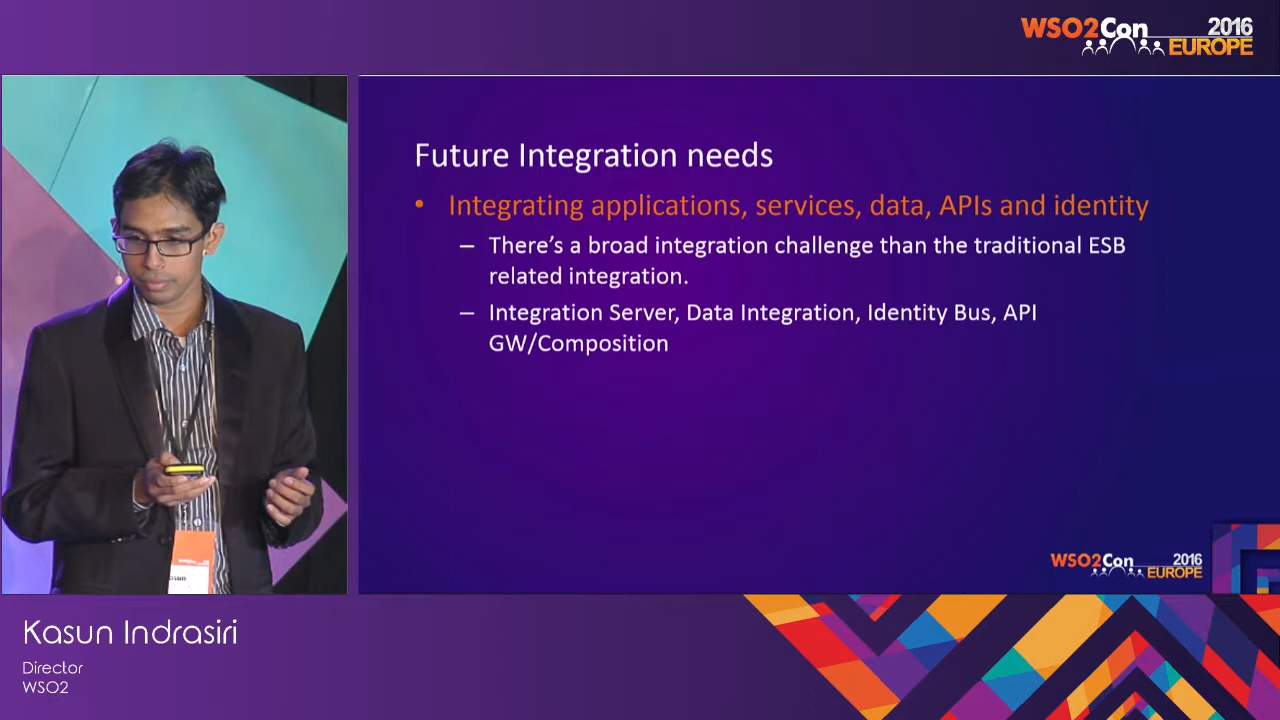 WSO2Con 2016
EUROPE
Future Integration needs
• Integrating applications, services, data, APIs and identity
– There's a broad integration challenge than the traditional ESB
related integration.
– Integration Server, Data Integration, Identity Bus, API
GW/Composition
WSO2Con 2016
EUROPE
Kasun Indrasiri
Director
WSO2